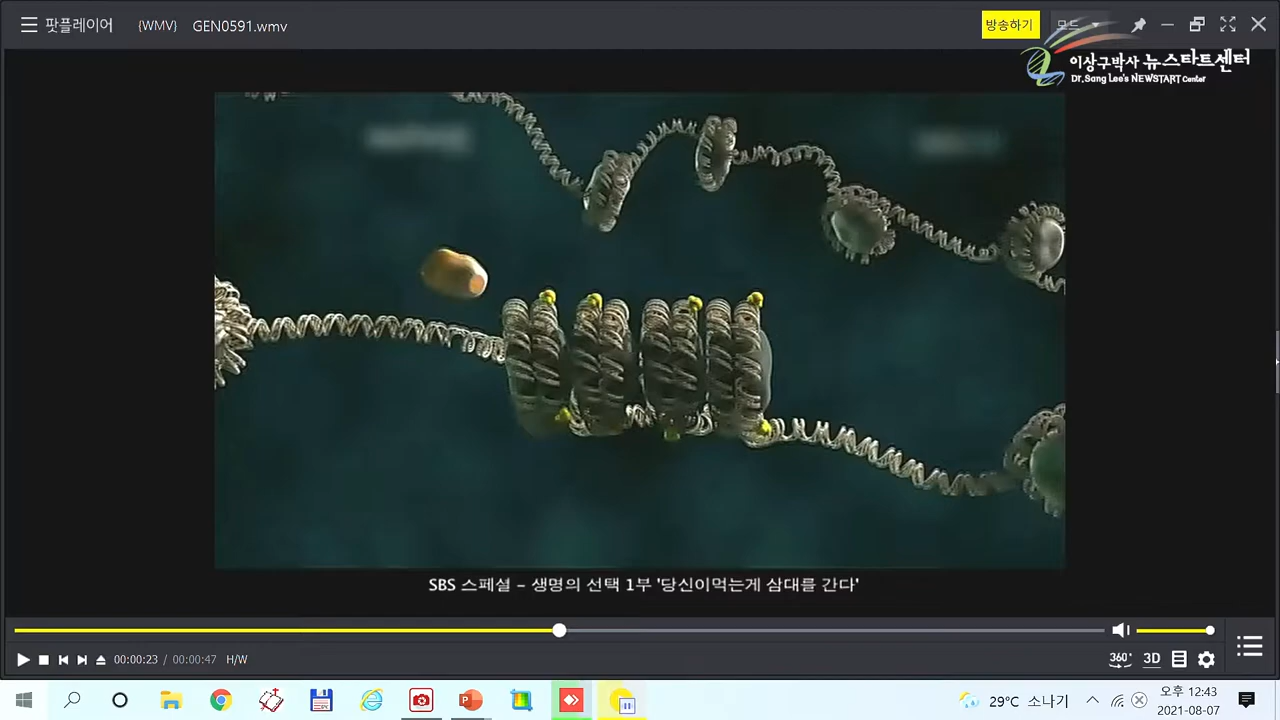 팟플레이어 {WMV} GEN0591.wmv 방송하기 모드
이상구박사 뉴스타트센터
Dr.Sang Lee's NEWSTART Center
SBS 스페셜 - 생명의 선택 1부 '당신이먹는게 삼대를 간다'
00:00:23 / 00:00:47 H/W 360° 3D
29°C 소나기
오후 12:43
2021-08-07